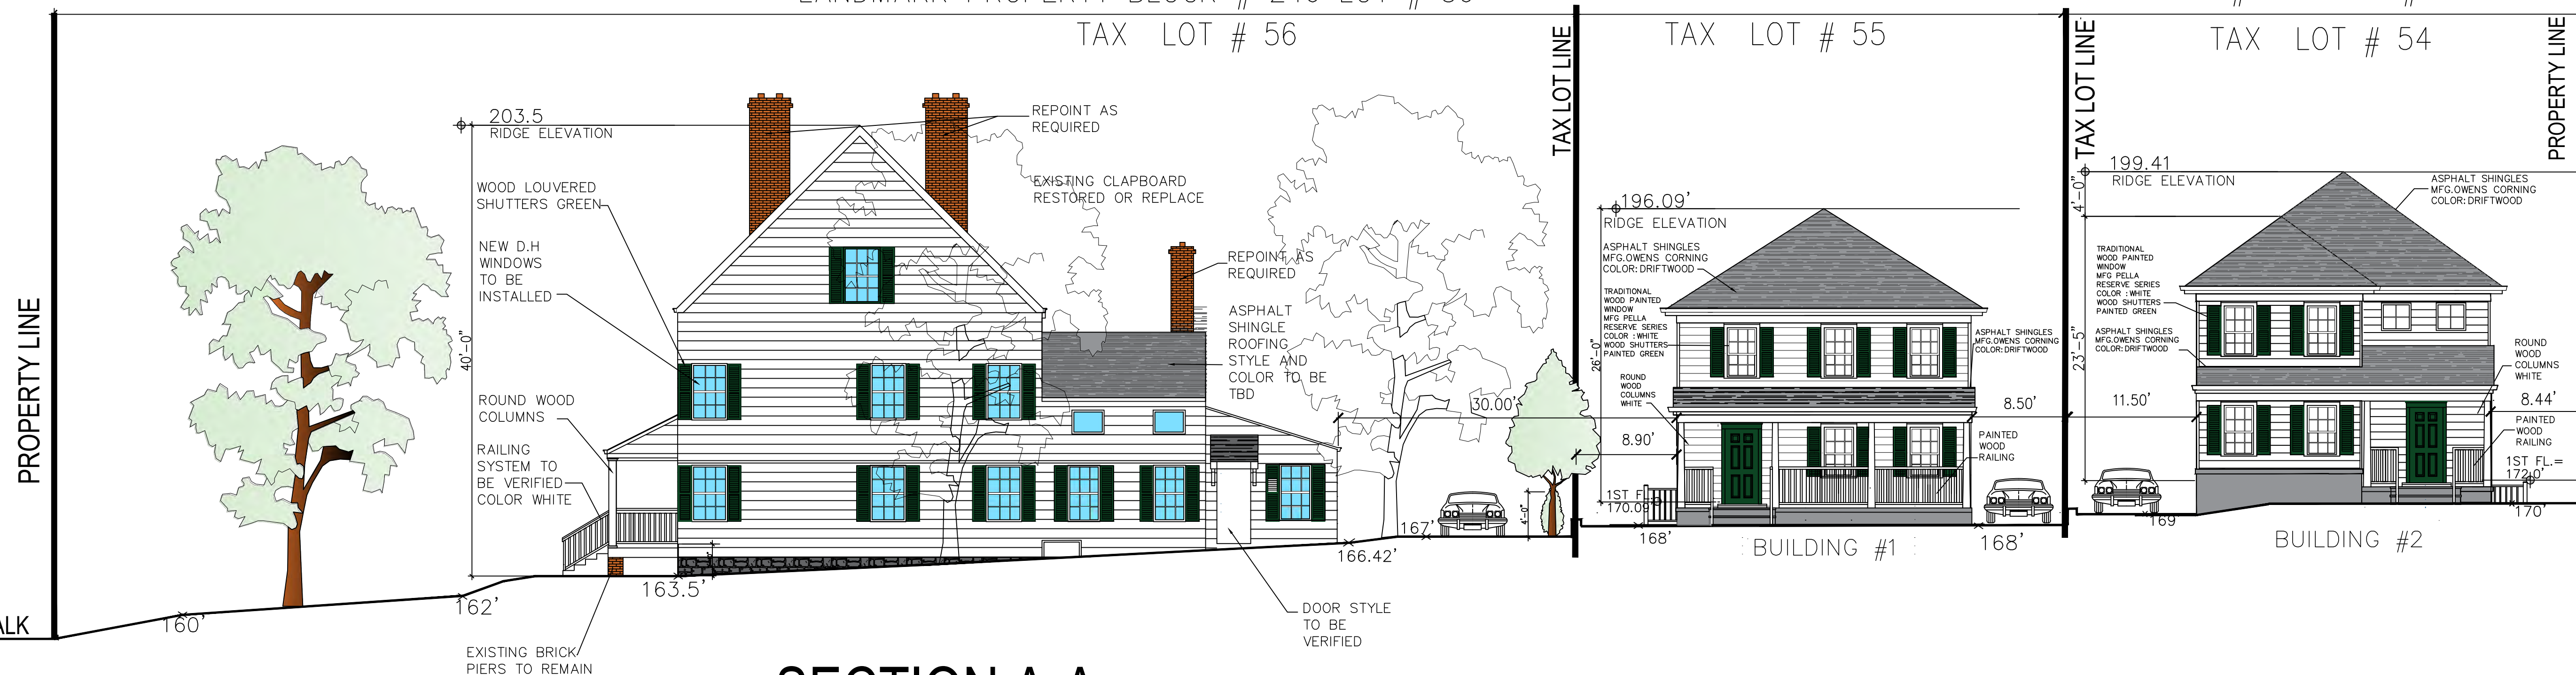 TAX LOT # 56
TAX LOT # 55
TAX LOT # 54
PROPERTY LINE
TAX LOT LINE
TAX LOT LINE
PROPERTY LINE
203.5
RIDGE ELEVATION
REPOINT AS
REQUIRED
WOOD LOUVERED
SHUTTERS GREEN
EXISTING CLAPBOARD
RESTORED OR REPLACE
NEW D.H
WINDOWS
TO BE
INSTALLED
REPOINT AS
REQUIRED
40'-0"
ASPHALT
SHINGLE
ROOFING
STYLE AND
COLOR TO BE
TBD
ROUND WOOD
COLUMNS
RAILING
SYSTEM TO
BE VERIFIED
COLOR WHITE
30.00'
4'-0"
160'
162'
163.5'
166.42'
167'
DOOR STYLE
TO BE
VERIFIED
EXISTING BRICK
PIERS TO REMAIN
196.09'
RIDGE ELEVATION
ASPHALT SHINGLES
MFG.OWENS CORNING
COLOR: DRIFTWOOD
TRADITIONAL
WOOD PAINTED
WINDOW
MFG PELLA
RESERVE SERIES
COLOR : WHITE
WOOD SHUTTERS
PAINTED GREEN
26'-0"
ROUND
WOOD
COLUMNS
WHITE
ASPHALT SHINGLES
MFG.OWENS CORNING
COLOR: DRIFTWOOD
8.90'
8.50'
PAINTED
WOOD
RAILING
1ST FL=
170.09'
168'
168'
BUILDING #1
199.41
RIDGE ELEVATION
4'-0"
ASPHALT SHINGLES
MFG.OWENS CORNING
COLOR: DRIFTWOOD
TRADITIONAL
WOOD PAINTED
WINDOW
MFG PELLA
RESERVE SERIES
COLOR : WHITE
WOOD SHUTTERS
PAINTED GREEN
23'-5"
ASPHALT SHINGLES
MFG.OWENS CORNING
COLOR: DRIFTWOOD
ROUND
WOOD
COLUMNS
WHITE
11.50'
8.44'
PAINTED
WOOD
RAILING
1ST FL.=
172.0'
169
170'
BUILDING #2